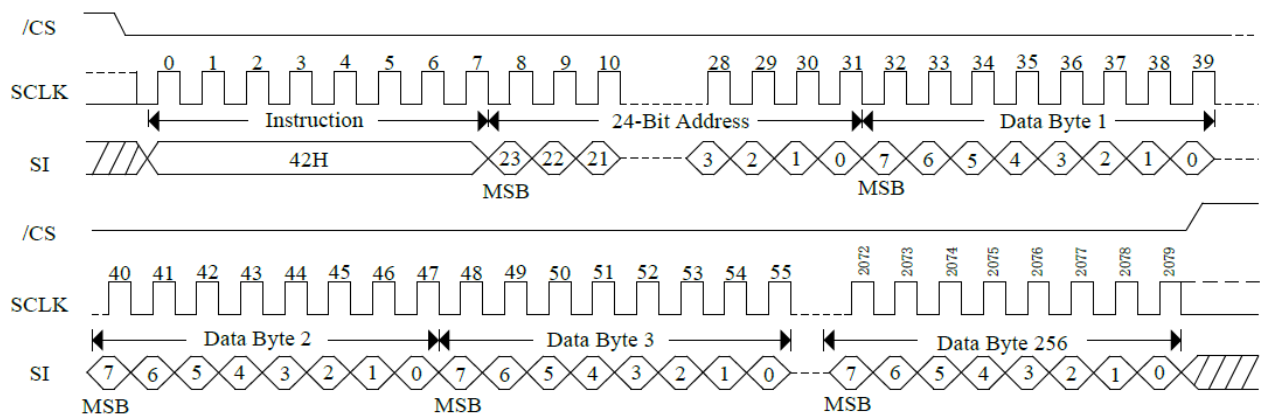 /CS
0 1 2 3 4 5 6 7 8 9 10 28 29 30 31 32 33 34 35 36 37 38 39
SCLK
Instruction 24-Bit Address Data Byte 1
SI 42H 23 22 21 3 2 1 0 7 6 5 4 3 2 1 0
MSB MSB
/CS
40 41 42 43 44 45 46 47 48 49 50 51 52 53 54 55 2072 2073 2074 2075 2076 2077 2078 2079
SCLK
Data Byte 2 Data Byte 3 Data Byte 256
SI 7 6 5 4 3 2 1 0 7 6 5 4 3 2 1 0 7 6 5 4 3 2 1 0
MSB MSB MSB